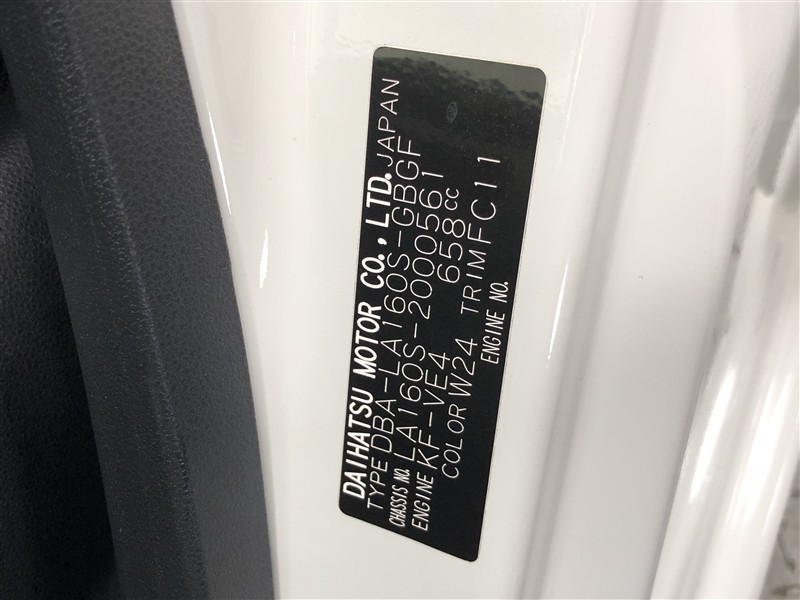 DAIHATSU MOTOR CO., LTD. JAPAN
TYPE DBA-LA160S-GBGF
CHASSIS NO. LA160S-2000561
ENGINE KF-VE4 658cc
COLOR W24 TRIM FC11
ENGINE NO.